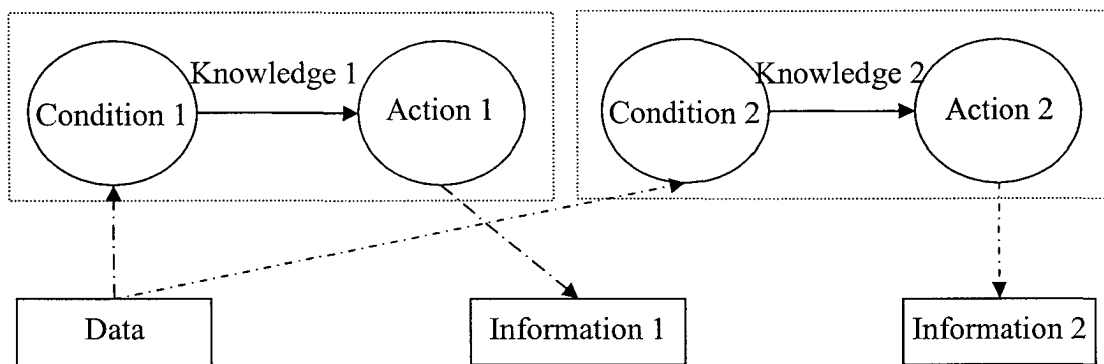 Knowledge 1
Condition 1
Action 1
Knowledge 2
Condition 2
Action 2
Data
Information 1
Information 2